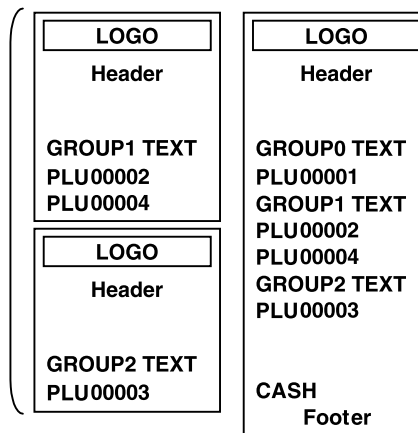 LOGO
Header
GROUP1 TEXT
PLU00002
PLU00004
LOGO
Header
GROUP2 TEXT
PLU00003
LOGO
Header
GROUP0 TEXT
PLU00001
GROUP1 TEXT
PLU00002
PLU00004
GROUP2 TEXT
PLU00003
CASH
Footer